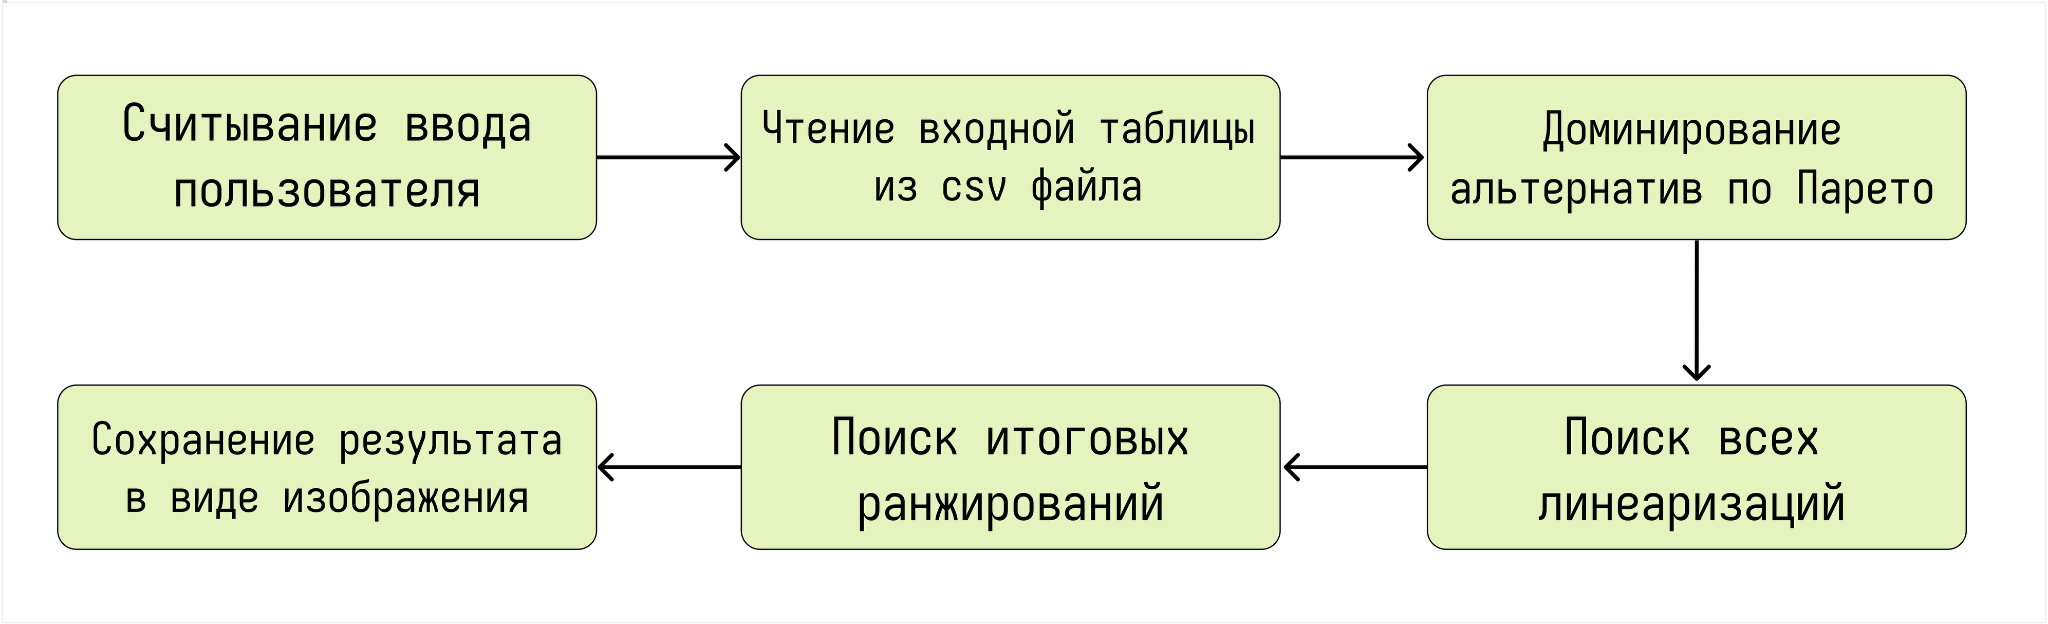 Считывание ввода
пользователя
Чтение входной таблицы
из csv файла
Доминирование
альтернатив по Парето
Поиск всех
линеаризаций
Поиск итоговых
ранжирований
Сохранение результата
в виде изображения